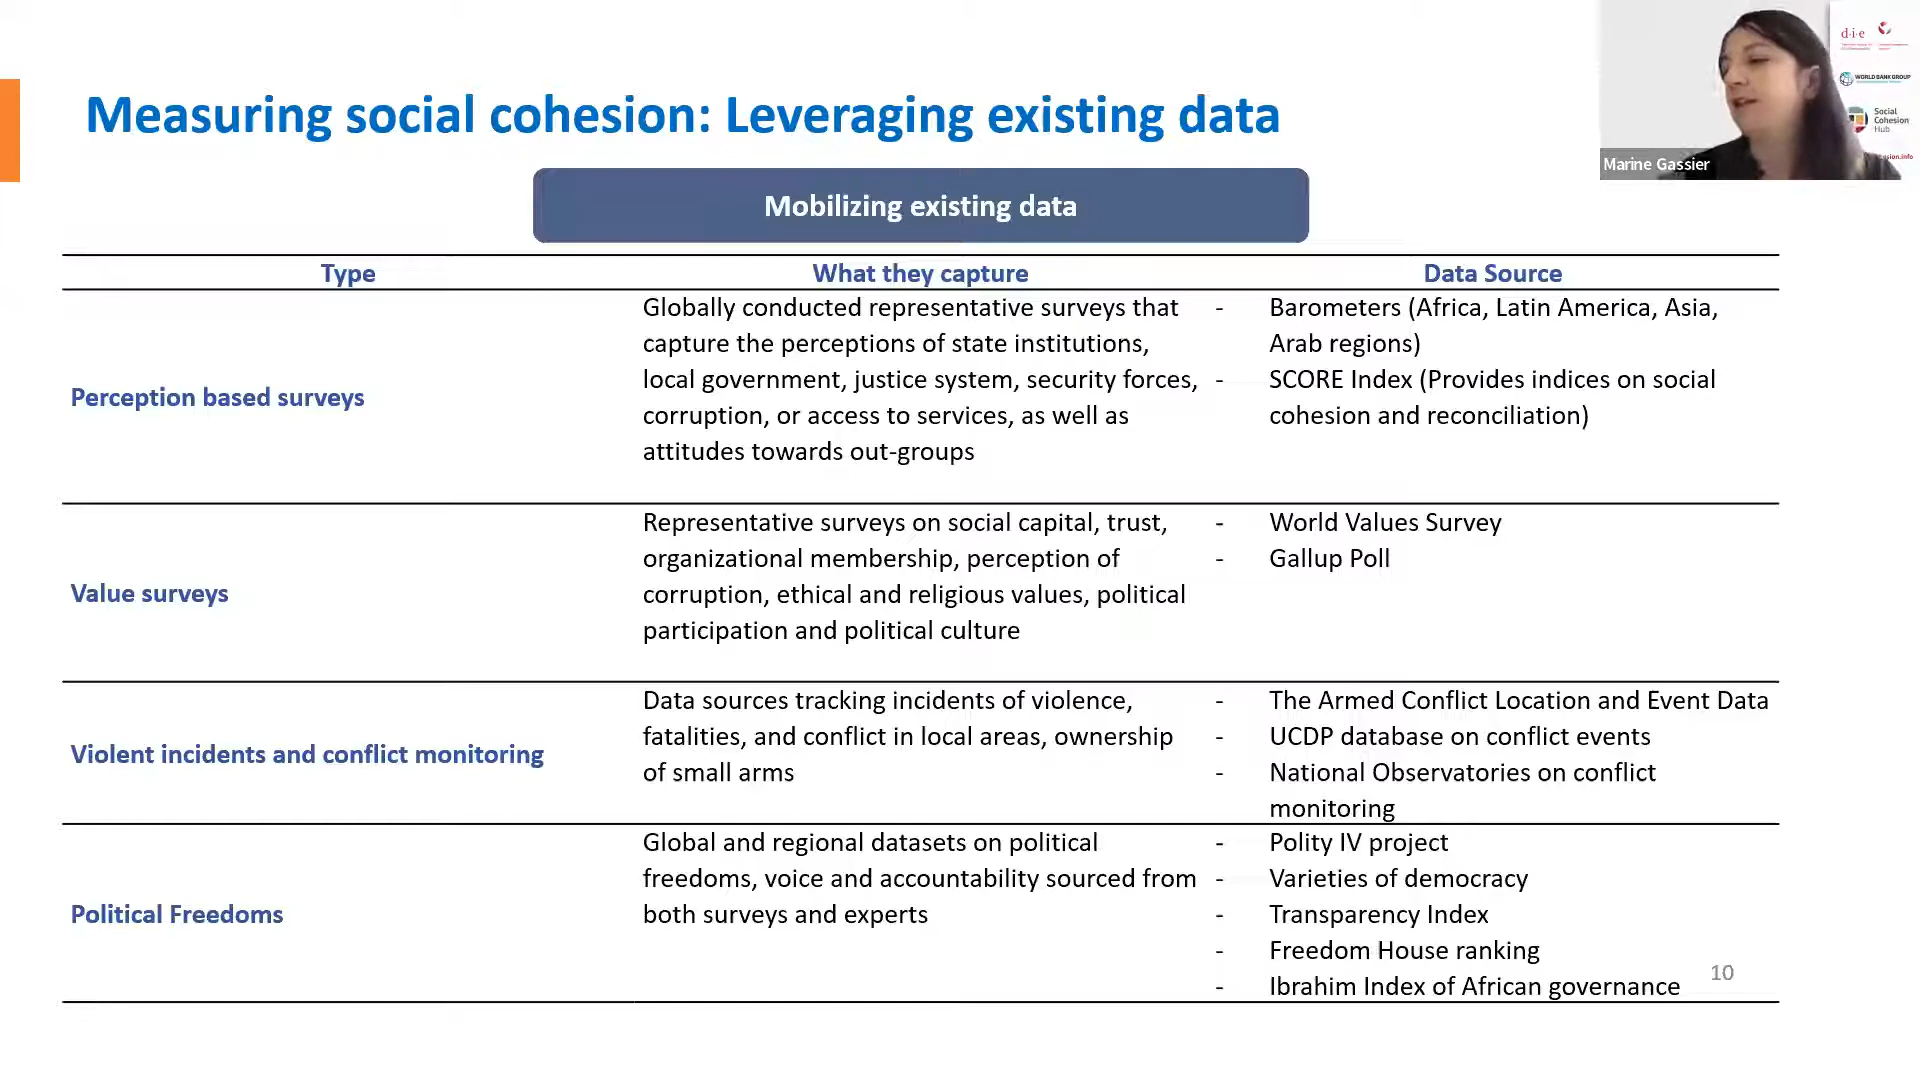 Measuring social cohesion: Leveraging existing data
d·i·e
WORLD BANK GROUP
Social
Cohesion
Hub
Marine Gassier
Mobilizing existing data
Type
What they capture
Data Source
Perception based surveys
Globally conducted representative surveys that
capture the perceptions of state institutions,
local government, justice system, security forces,
corruption, or access to services, as well as
attitudes towards out-groups
- Barometers (Africa, Latin America, Asia,
Arab regions)
- SCORE Index (Provides indices on social
cohesion and reconciliation)
Value surveys
Representative surveys on social capital, trust,
organizational membership, perception of
corruption, ethical and religious values, political
participation and political culture
- World Values Survey
- Gallup Poll
Violent incidents and conflict monitoring
Data sources tracking incidents of violence,
fatalities, and conflict in local areas, ownership
of small arms
- The Armed Conflict Location and Event Data
- UCDP database on conflict events
- National Observatories on conflict
monitoring
Political Freedoms
Global and regional datasets on political
freedoms, voice and accountability sourced from
both surveys and experts
- Polity IV project
- Varieties of democracy
- Transparency Index
- Freedom House ranking
- Ibrahim Index of African governance
10